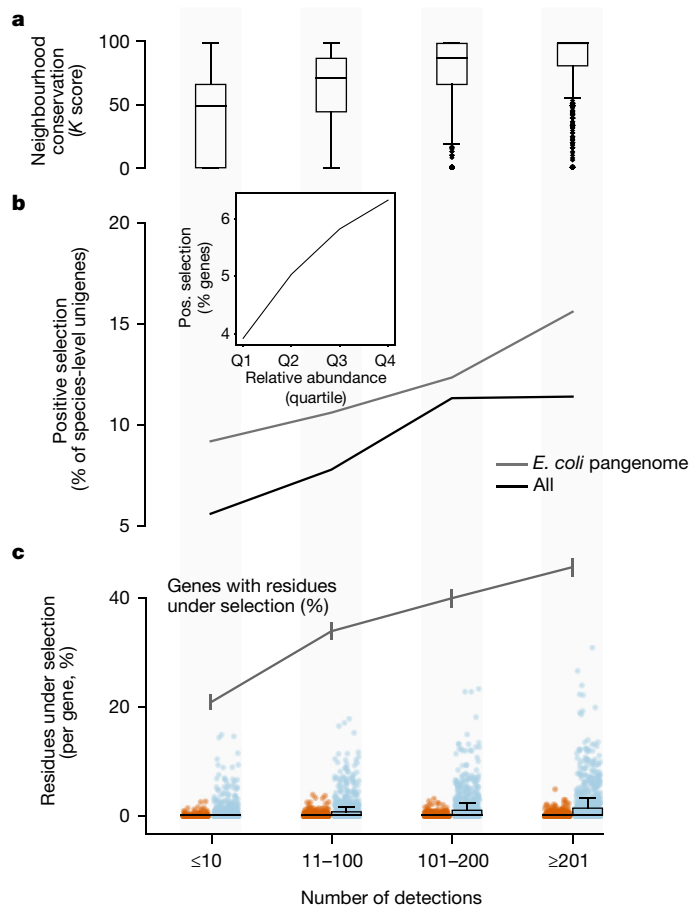 a
Neighbourhood
conservation
(K score)
100
50
0
b
Positive selection
(% of species-level unigenes)
20
15
10
5
Pos. selection
(% genes)
6
5
4
Q1 Q2 Q3 Q4
Relative abundance
(quartile)
E. coli pangenome
All
c
Residues under selection
(per gene, %)
40
20
0
Genes with residues
under selection (%)
≤10 11–100 101–200 ≥201
Number of detections